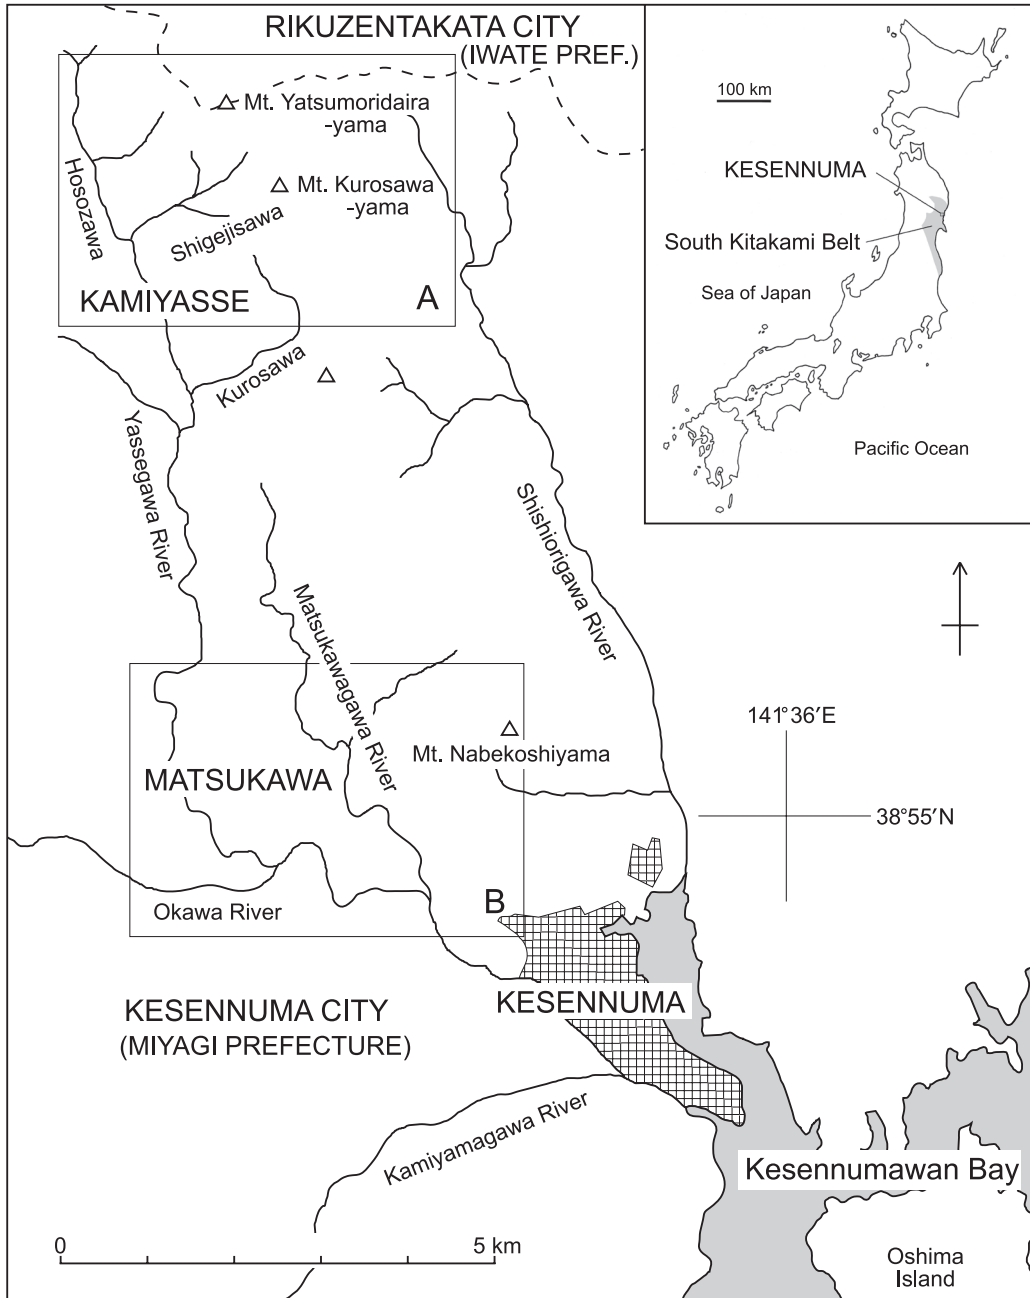 RIKUZENTAKATA CITY
(IWATE PREF.)
Mt. Yatsumoridaira
-yama
Mt. Kurosawa
-yama
Hosozawa
Shigejisawa
KAMIYASSE
A
Kurosawa
Yassegawa River
Shishiorigawa River
Matsukawagawa River
Mt. Nabekoshiyama
MATSUKAWA
Okawa River
B
KESENNUMA
KESENNUMA CITY
(MIYAGI PREFECTURE)
Kamiyamagawa River
Kesennumawan Bay
Oshima
Island
0
5 km
141°36′E
38°55′N
100 km
KESENNUMA
South Kitakami Belt
Sea of Japan
Pacific Ocean